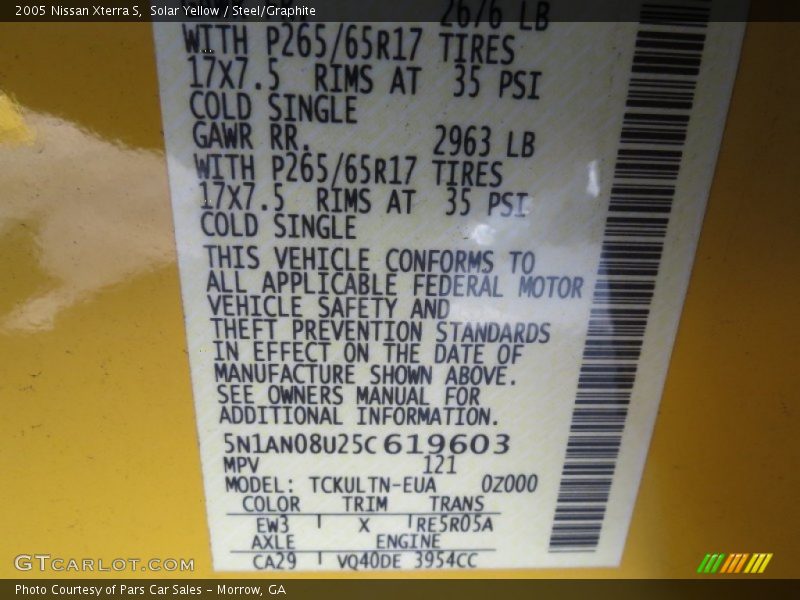 2005 Nissan Xterra S, Solar Yellow / Steel/Graphite
2676 LB
WITH P265/65R17 TIRES
17X7.5 RIMS AT 35 PSI
COLD SINGLE
GAWR RR. 2963 LB
WITH P265/65R17 TIRES
17X7.5 RIMS AT 35 PSI
COLD SINGLE
THIS VEHICLE CONFORMS TO
ALL APPLICABLE FEDERAL MOTOR
VEHICLE SAFETY AND
THEFT PREVENTION STANDARDS
IN EFFECT ON THE DATE OF
MANUFACTURE SHOWN ABOVE.
SEE OWNERS MANUAL FOR
ADDITIONAL INFORMATION.
5N1AN08U25C619603
MPV 121
MODEL: TCKULTN-EUA 0Z000
COLOR TRIM TRANS
EW3 X RE5R05A
AXLE ENGINE
CA29 VQ40DE 3954CC
GTCARLOT.COM
Photo Courtesy of Pars Car Sales - Morrow, GA